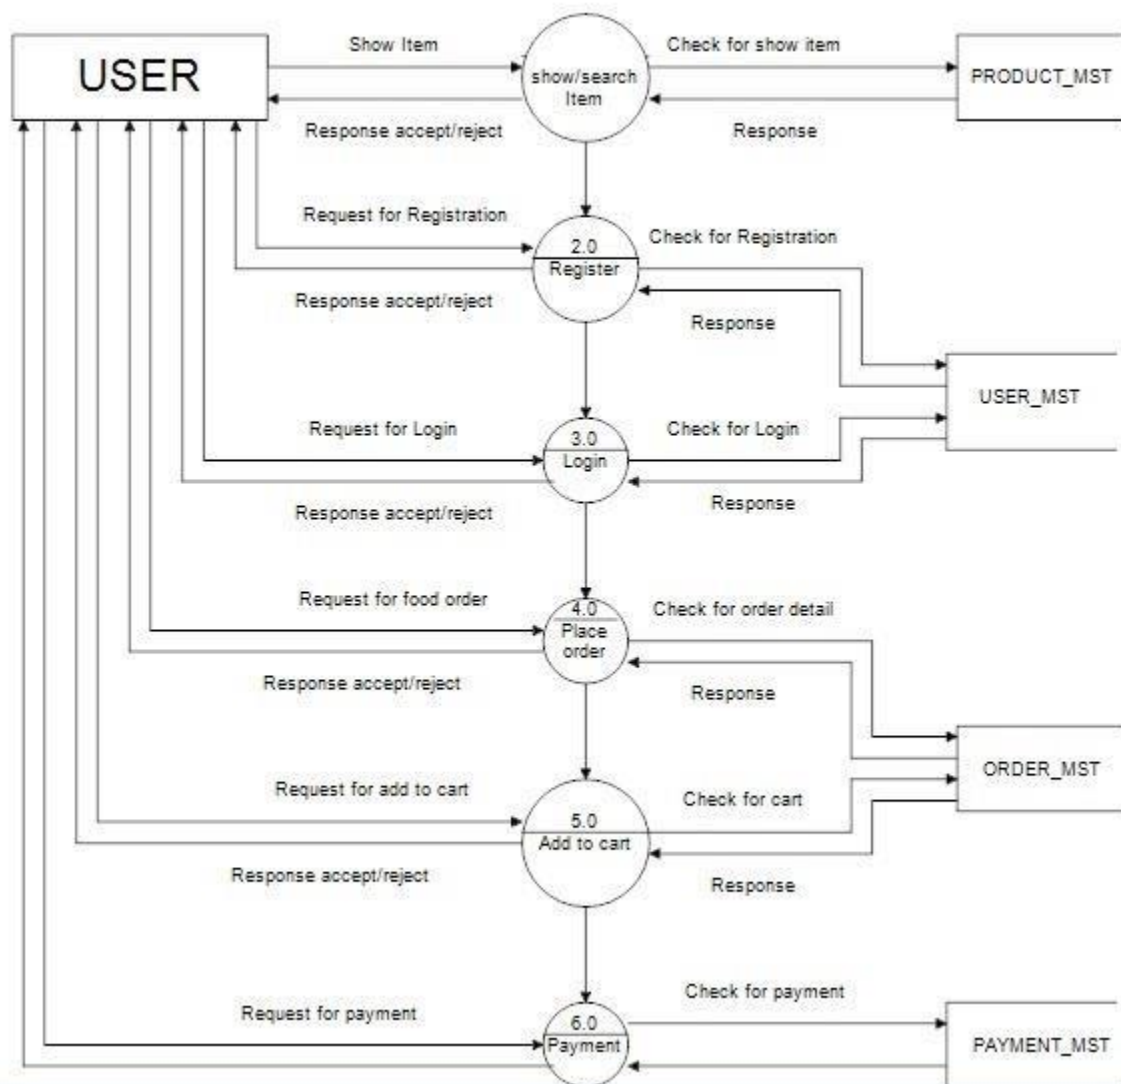 USER
Show Item
show/search
Item
Check for show item
PRODUCT_MST
Response accept/reject
Response
Request for Registration
2.0
Register
Check for Registration
Response accept/reject
Response
USER_MST
Request for Login
3.0
Login
Check for Login
Response accept/reject
Response
Request for food order
4.0
Place
order
Check for order detail
Response accept/reject
Response
ORDER_MST
Request for add to cart
5.0
Add to cart
Check for cart
Response accept/reject
Response
Request for payment
6.0
Payment
Check for payment
PAYMENT_MST